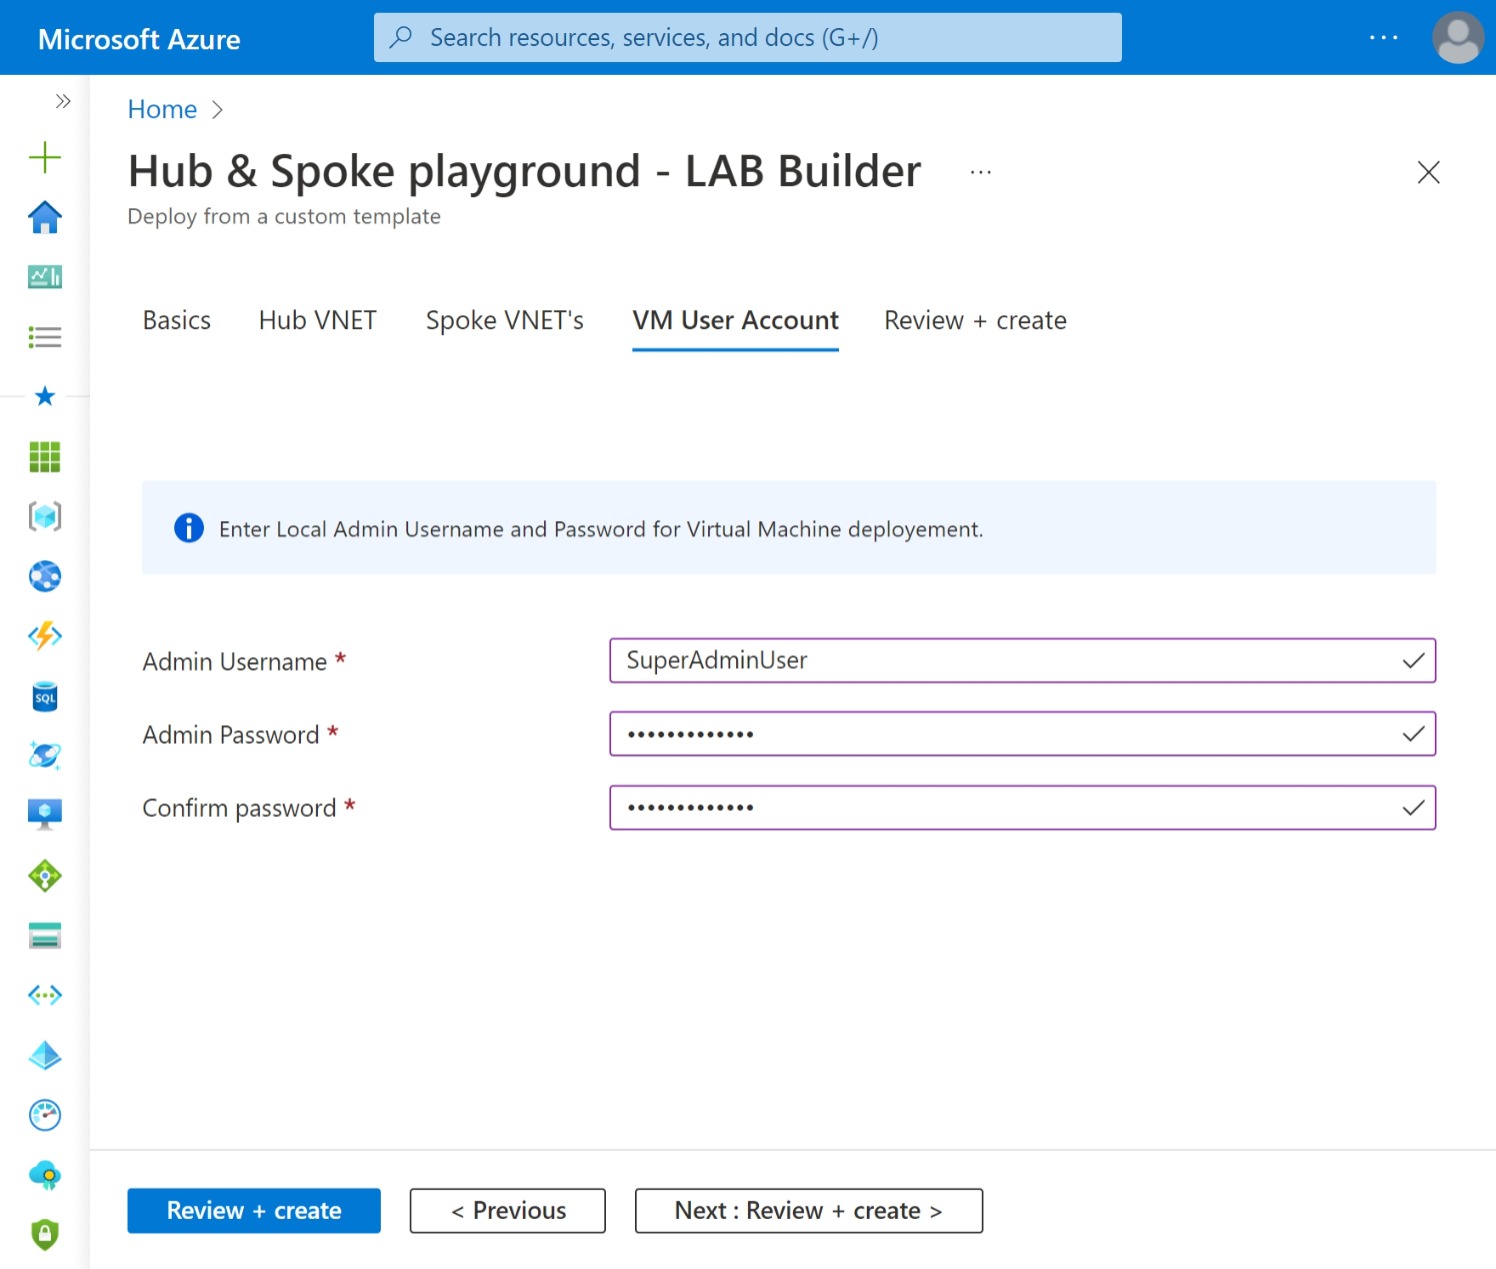 Microsoft Azure
Search resources, services, and docs (G+/)
...
Home >
Hub & Spoke playground - LAB Builder ...
Deploy from a custom template
Basics
Hub VNET
Spoke VNET's
VM User Account
Review + create
Enter Local Admin Username and Password for Virtual Machine deployement.
Admin Username *
SuperAdminUser
Admin Password *
•••••••••••••
Confirm password *
•••••••••••••
SQL
Review + create
< Previous
Next : Review + create >